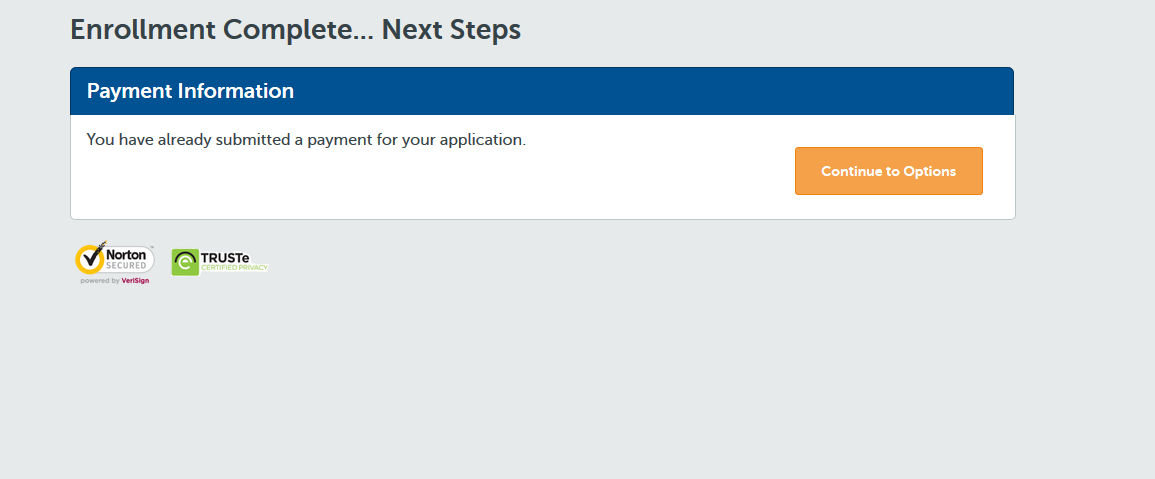 Enrollment Complete... Next Steps
Payment Information
You have already submitted a payment for your application.
Continue to Options
Norton
SECURED
powered by VeriSign
TRUSTe
CERTIFIED PRIVACY